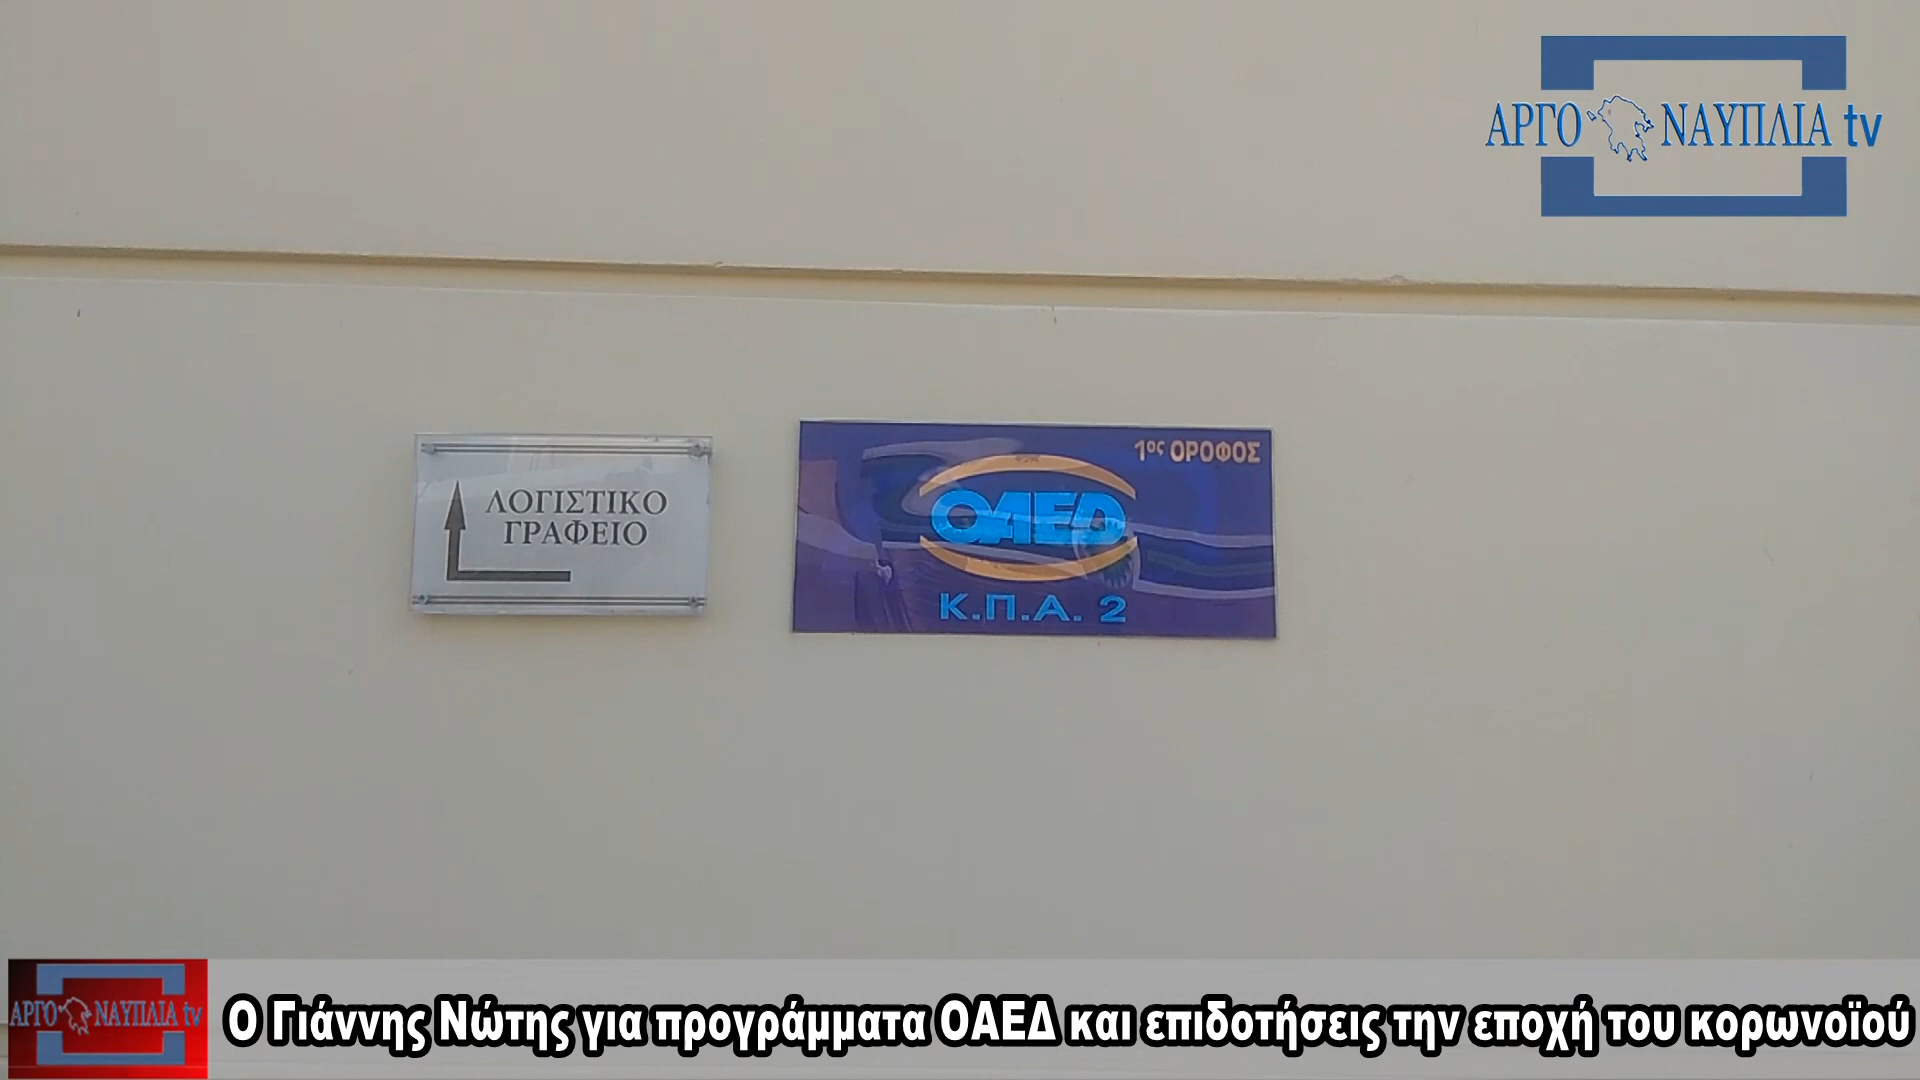 ΑΡΓΟ ΝΑΥΠΛΙΑ tv
ΛΟΓΙΣΤΙΚΟ
ΓΡΑΦΕΙΟ
1ος ΟΡΟΦΟΣ
ΟΑΕΔ
Κ.Π.Α. 2
ΑΡΓΟ ΝΑΥΠΛΙΑ tv
Ο Γιάννης Νώτης για προγράμματα ΟΑΕΔ και επιδοτήσεις την εποχή του κορωνοϊού